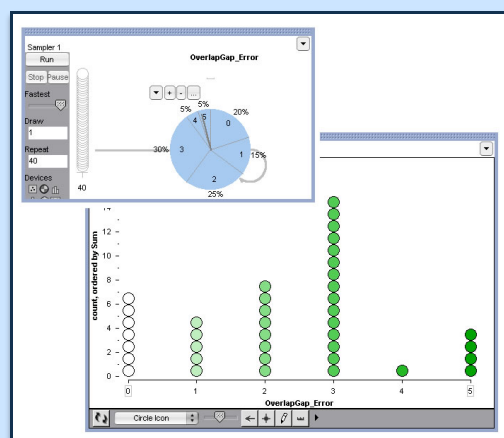 Sampler 1
Run
Stop Pause
Fastest
Draw
1
Repeat
40
Devices
OverlapGap_Error
....
+ - ...
5% 5% 20%
4 5 0
30% 3 1 15%
2
25%
40
12
10
8
6
4
2
0
count, ordered by Sum
0 1 2 3 4 5
OverlapGap_Error
Circle Icon